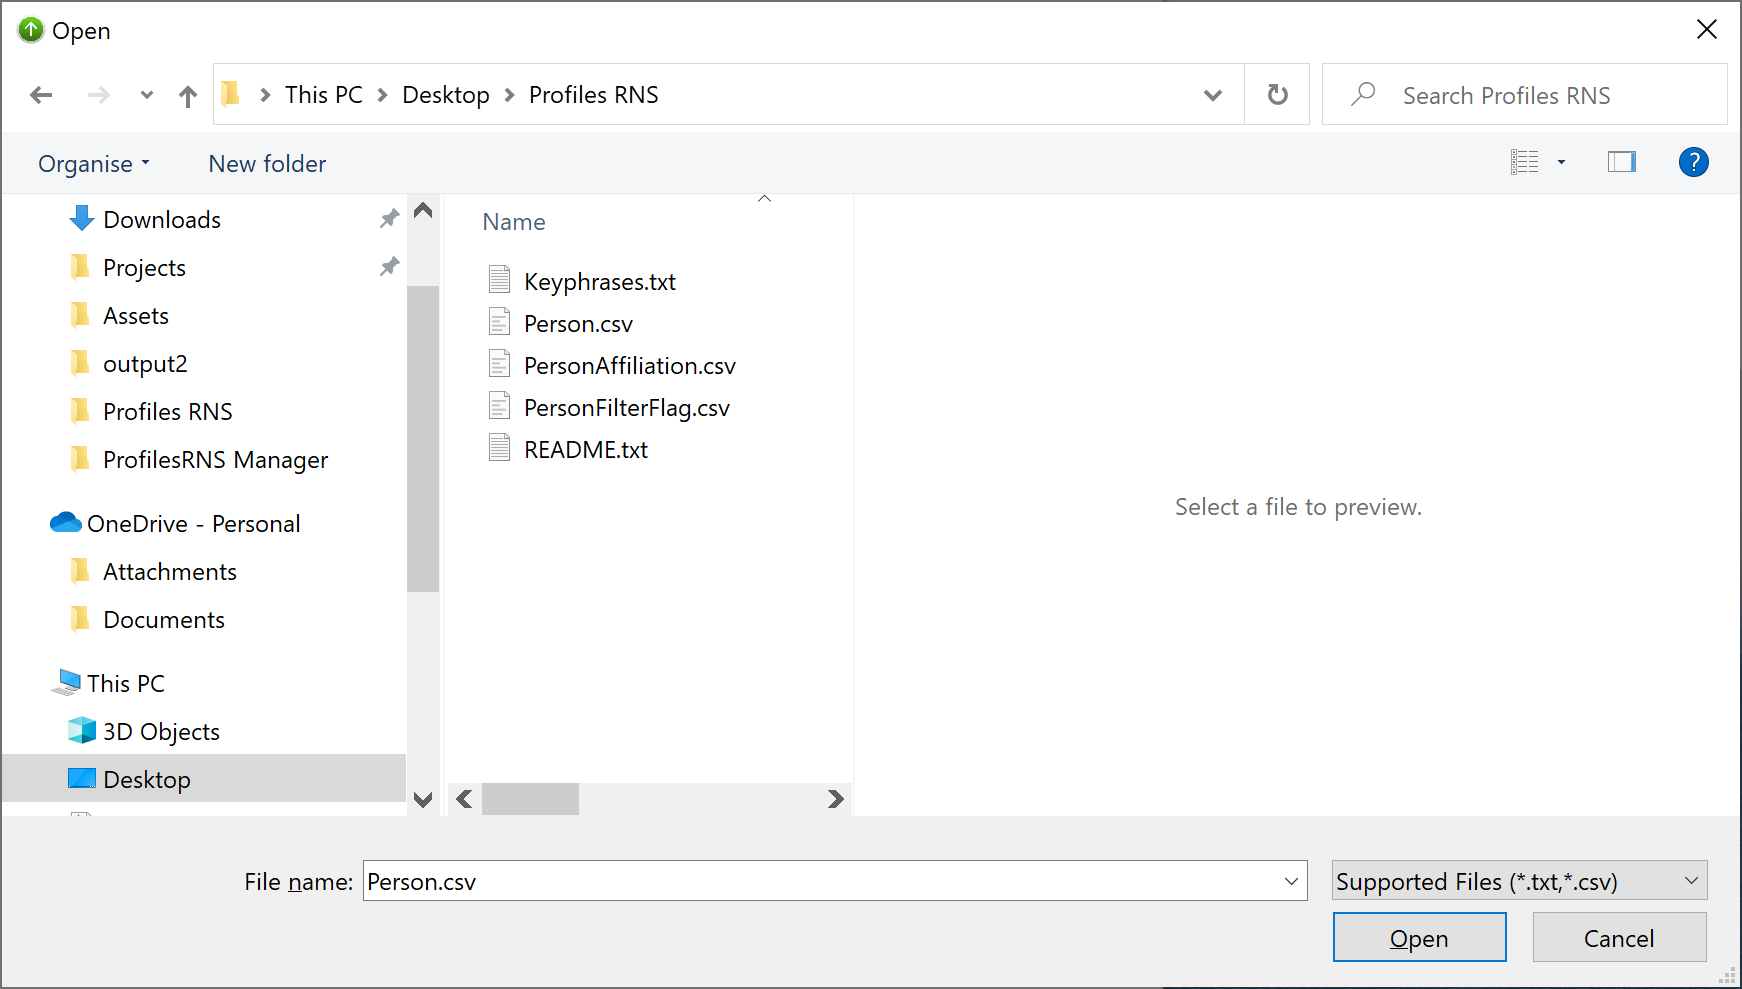 Open
This PC Desktop Profiles RNS
Search Profiles RNS
Organise
New folder
?
Downloads
Projects
Assets
output2
Profiles RNS
ProfilesRNS Manager
OneDrive - Personal
Attachments
Documents
This PC
3D Objects
Desktop
Name
Keyphrases.txt
Person.csv
PersonAffiliation.csv
PersonFilterFlag.csv
README.txt
Select a file to preview.
File name: Person.csv
Supported Files (*.txt,*.csv)
Open
Cancel